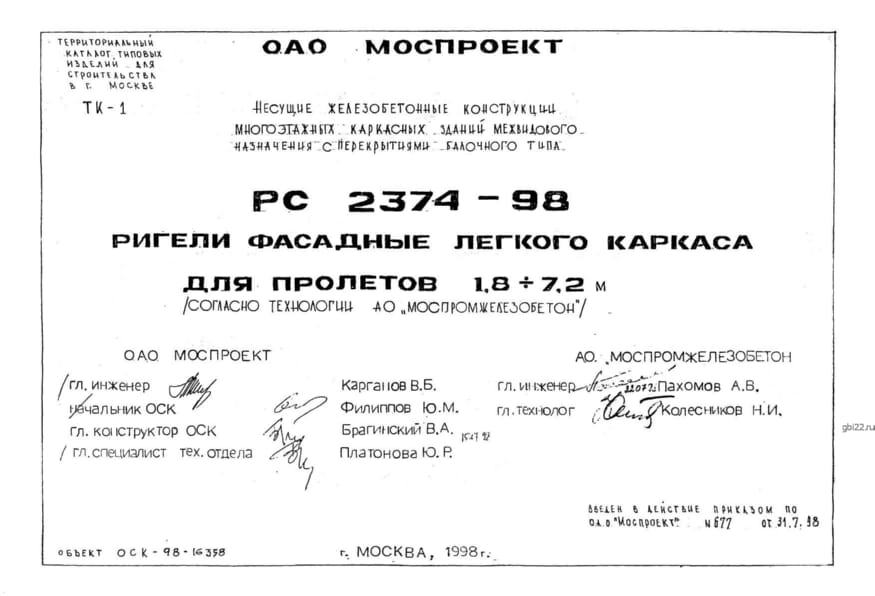 ТЕРРИТОРИАЛЬНЫЙ
КАТАЛОГ ТИПОВЫХ
ИЗДЕЛИЙ ДЛЯ
СТРОИТЕЛЬСТВА
В Г. МОСКВЕ
ТК-1
ОАО МОСПРОЕКТ
НЕСУЩИЕ ЖЕЛЕЗОБЕТОННЫЕ КОНСТРУКЦИИ
МНОГОЭТАЖНЫХ КАРКАСНЫХ ЗДАНИЙ МЕЖВИДОВОГО
НАЗНАЧЕНИЯ С ПЕРЕКРЫТИЯМИ БАЛОЧНОГО ТИПА
РС 2374-98
РИГЕЛИ ФАСАДНЫЕ ЛЕГКОГО КАРКАСА
ДЛЯ ПРОЛЕТОВ 1,8÷7,2 м
/СОГЛАСНО ТЕХНОЛОГИИ АО „МОСПРОМЖЕЛЕЗОБЕТОН"/
ОАО МОСПРОЕКТ
/гл. инженер Карганов В.Б.
начальник ОСК Филиппов Ю.М.
гл. конструктор ОСК Брагинский В.А.
/гл. специалист тех. отдела Платонова Ю.Р.
АО. „МОСПРОМЖЕЛЕЗОБЕТОН
гл. инженер Пахомов А.В.
гл. технолог Колесников Н.И.
gbi22.ru
ВВЕДЕН В ДЕЙСТВИЕ ПРИКАЗОМ ПО
О.А.О. "МОСПРОЕКТ" N 677 от 31.7.98
ОБЪЕКТ ОСК-98-16358
г. МОСКВА, 1998г.